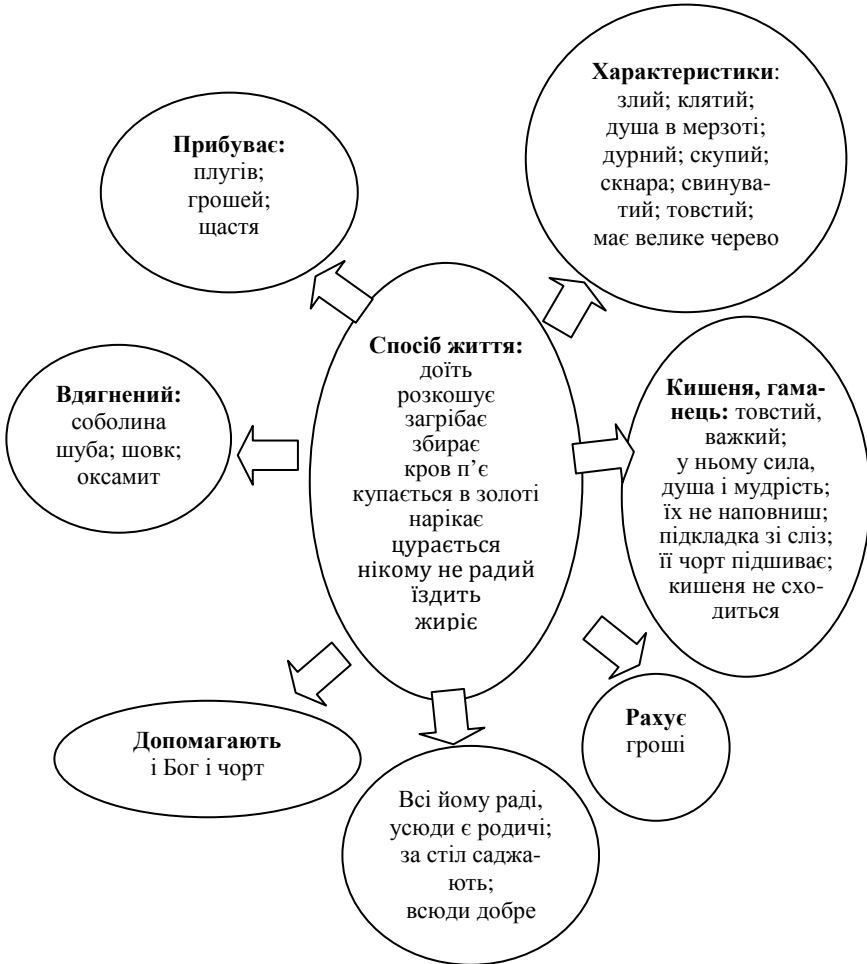 Характеристики:
злий; клятий;
душа в мерзоті;
дурний; скупий;
скнара; свинува-
тий; товстий;
має велике черево
Прибуває:
плугів;
грошей;
щастя
Спосіб життя:
доїть
розкошує
загрібає
збирає
кров п’є
купається в золоті
нарікає
цурається
нікому не радий
їздить
жиріє
Вдягнений:
соболина
шуба; шовк;
оксамит
Кишеня, гама-
нець: товстий,
важкий;
у ньому сила,
душа і мудрість;
їх не наповниш;
підкладка зі сліз;
її чорт підшиває;
кишеня не схо-
диться
Допомагають
і Бог і чорт
Рахує
гроші
Всі йому раді,
усюди є родичі;
за стіл саджа-
ють;
всюди добре